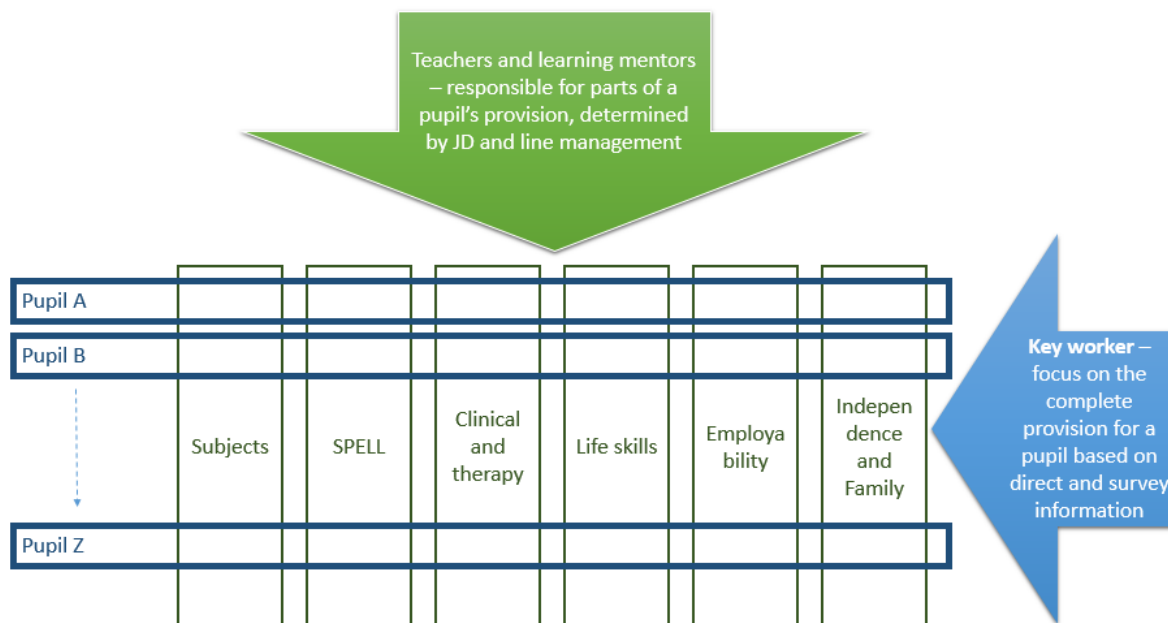 Teachers and learning mentors
– responsible for parts of a
pupil's provision, determined
by JD and line management
Pupil A
Pupil B
Subjects
SPELL
Clinical
and
therapy
Life skills
Employa
bility
Indepen
dence
and
Family
Pupil Z
Key worker –
focus on the
complete
provision for a
pupil based on
direct and survey
information